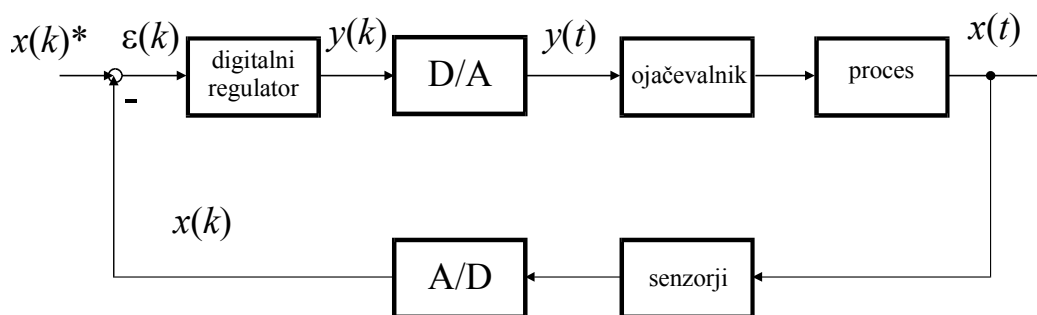 x(k)*
ε(k)
digitalni
regulator
y(k)
D/A
y(t)
ojačevalnik
proces
x(t)
-
x(k)
A/D
senzorji